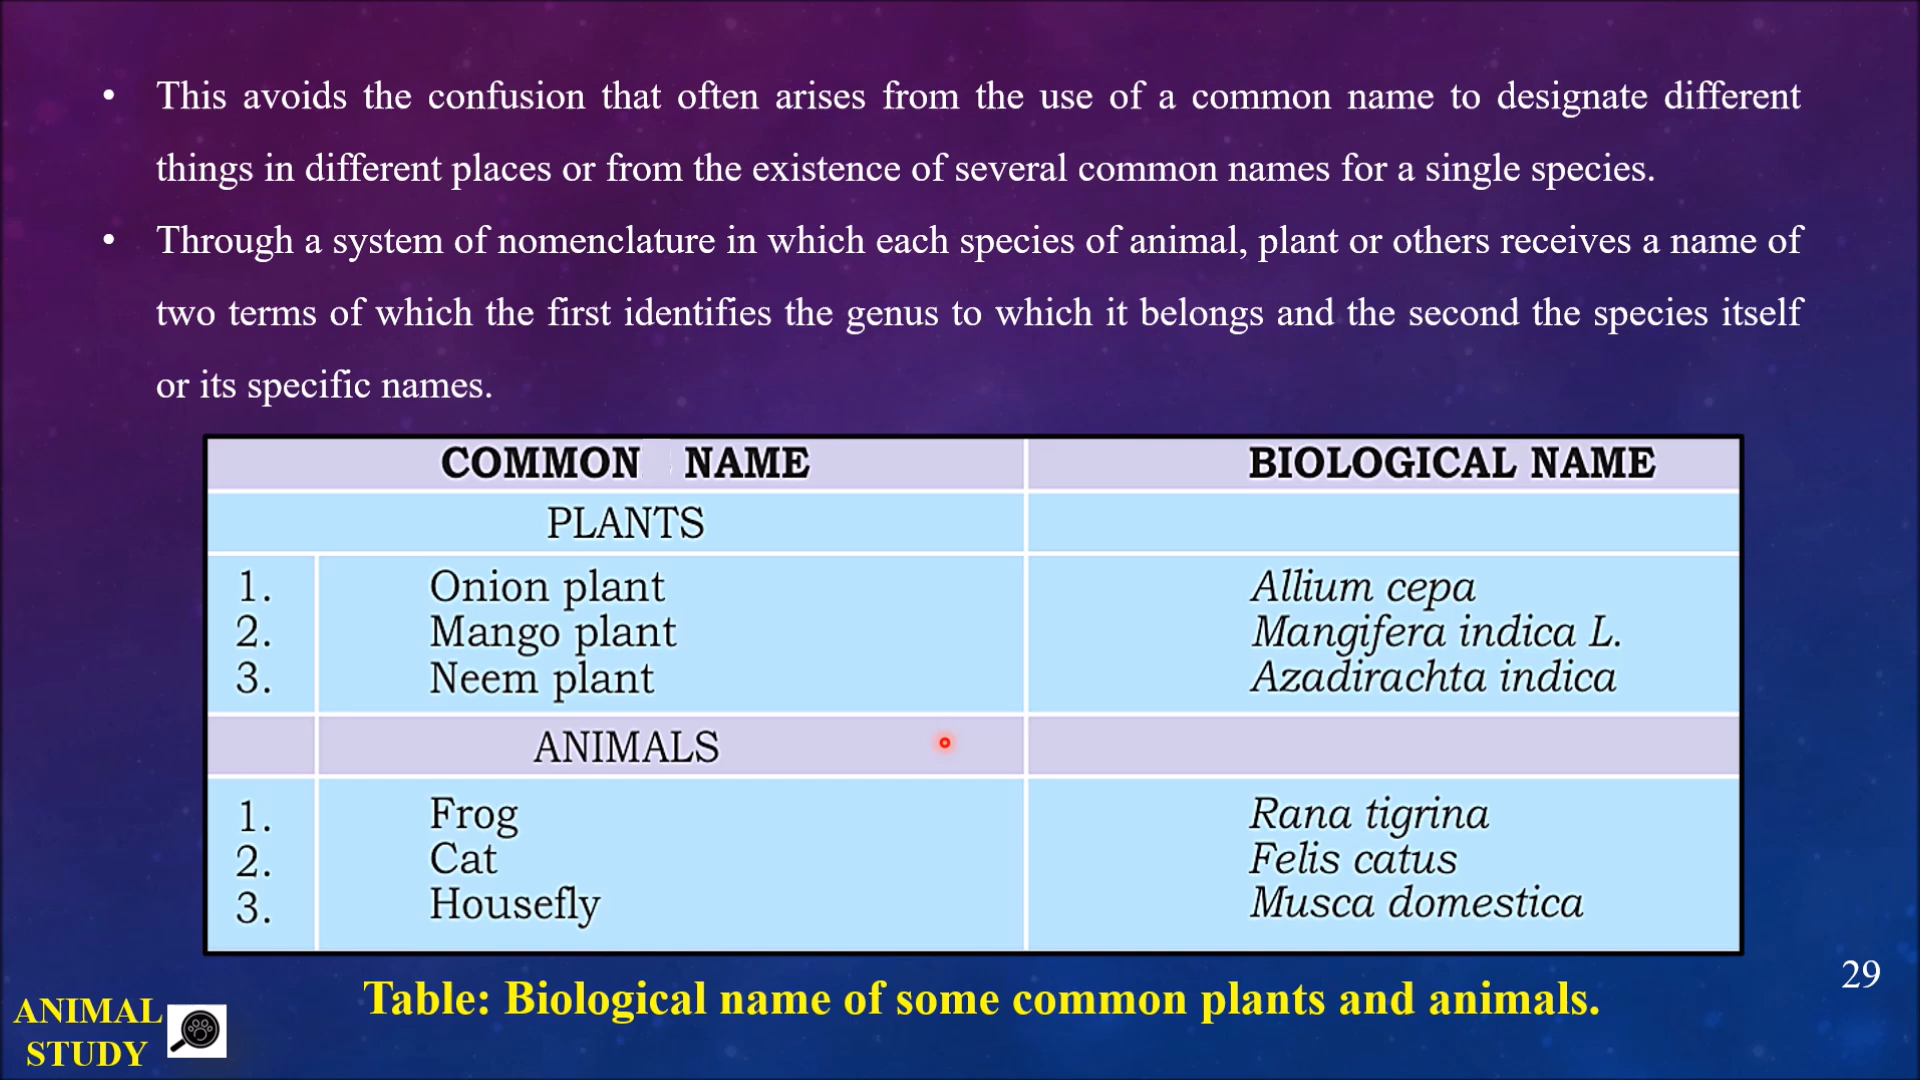 • This avoids the confusion that often arises from the use of a common name to designate different
things in different places or from the existence of several common names for a single species.
• Through a system of nomenclature in which each species of animal, plant or others receives a name of
two terms of which the first identifies the genus to which it belongs and the second the species itself
or its specific names.
COMMON NAME BIOLOGICAL NAME
PLANTS
1. Onion plant Allium cepa
2. Mango plant Mangifera indica L.
3. Neem plant Azadirachta indica
ANIMALS
1. Frog Rana tigrina
2. Cat Felis catus
3. Housefly Musca domestica
Table: Biological name of some common plants and animals.
29
ANIMAL
STUDY